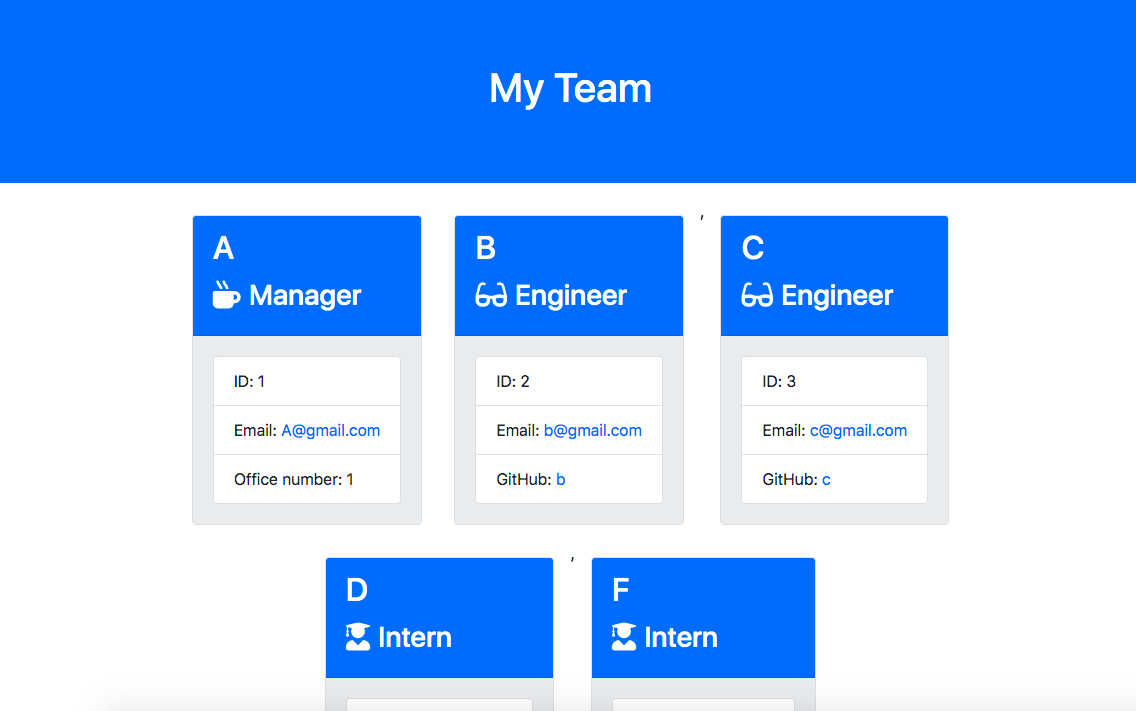 My Team
A
Manager
ID: 1
Email: A@gmail.com
Office number: 1
B
Engineer
ID: 2
Email: b@gmail.com
GitHub: b
,
C
Engineer
ID: 3
Email: c@gmail.com
GitHub: c
D
Intern
,
F
Intern